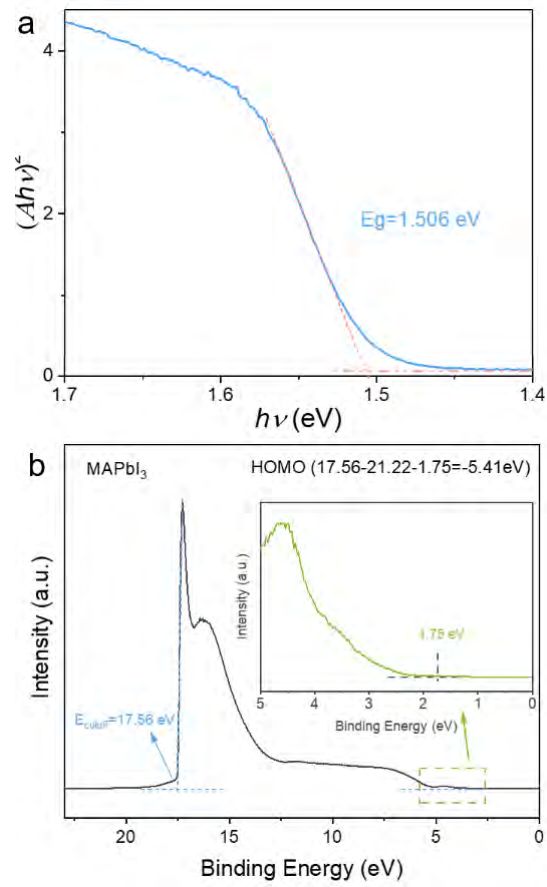 a
4
2
0
(Ahν)²
Eg=1.506 eV
1.7 1.6 1.5 1.4
hν (eV)
b
MAPbI₃
HOMO (17.56-21.22-1.75=-5.41eV)
Intensity (a.u.)
E_cutoff=17.56 eV
Intensity (a.u.)
1.75 eV
5 4 3 2 1 0
Binding Energy (eV)
20 15 10 5 0
Binding Energy (eV)